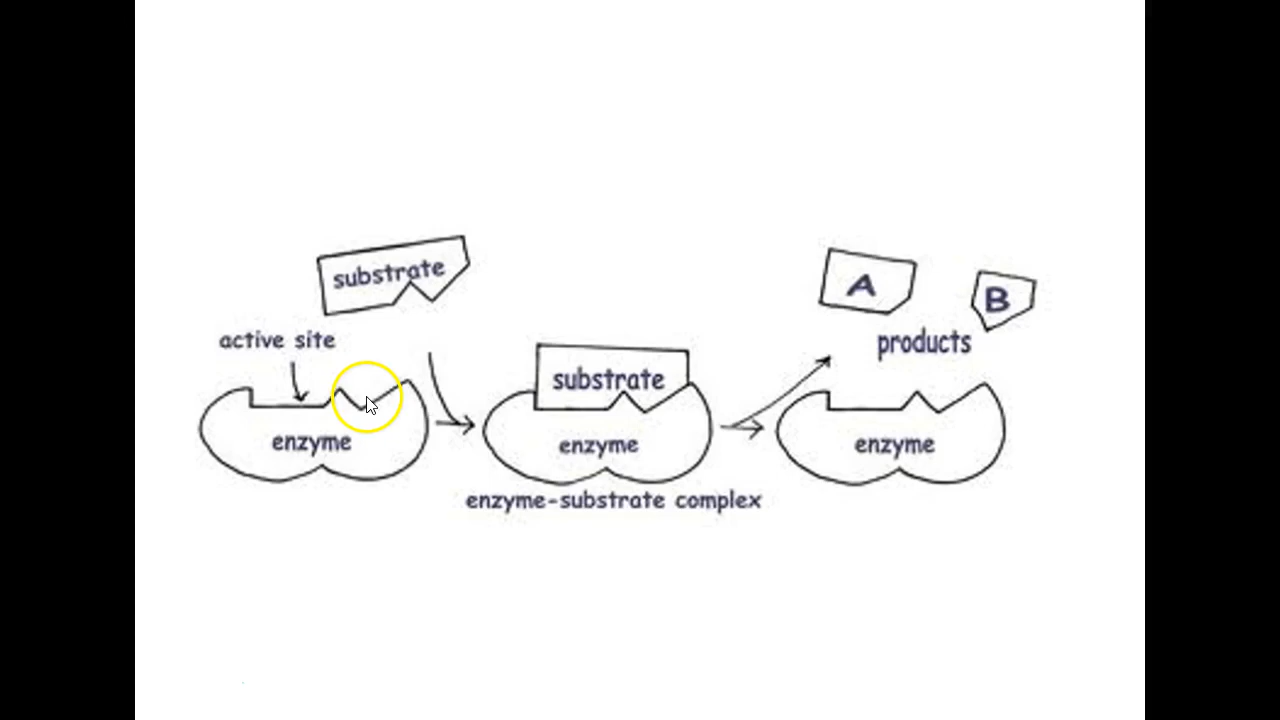 substrate
active site
enzyme
substrate
enzyme
enzyme-substrate complex
A
B
products
enzyme